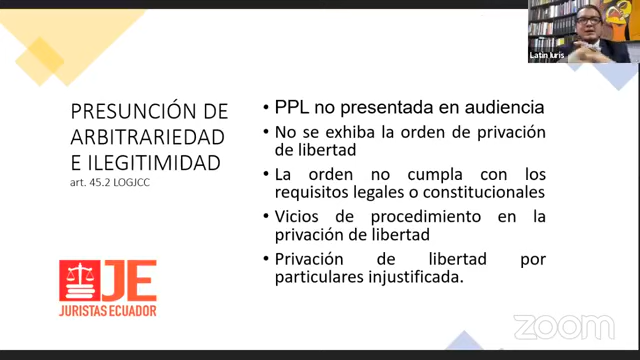 Latin Iuris
PRESUNCIÓN DE
ARBITRARIEDAD
E ILEGITIMIDAD
art. 45.2 LOGJCC
• PPL no presentada en audiencia
• No se exhiba la orden de privación
de libertad
• La orden no cumpla con los
requisitos legales o constitucionales
• Vicios de procedimiento en la
privación de libertad
• Privación de libertad por
particulares injustificada.
JE
JURISTAS ECUADOR
zoom